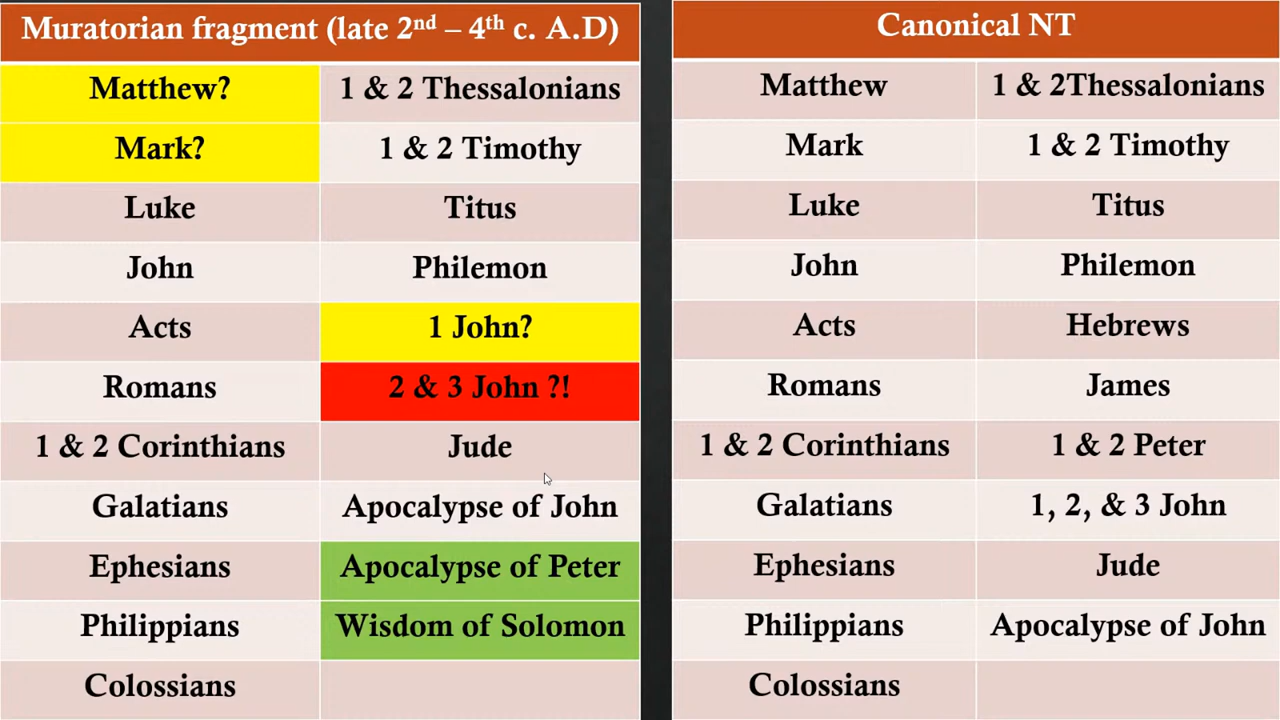 Muratorian fragment (late 2nd – 4th c. A.D)
Matthew? 1 & 2 Thessalonians
Mark? 1 & 2 Timothy
Luke Titus
John Philemon
Acts 1 John?
Romans 2 & 3 John ?!
1 & 2 Corinthians Jude
Galatians Apocalypse of John
Ephesians Apocalypse of Peter
Philippians Wisdom of Solomon
Colossians
Canonical NT
Matthew 1 & 2Thessalonians
Mark 1 & 2 Timothy
Luke Titus
John Philemon
Acts Hebrews
Romans James
1 & 2 Corinthians 1 & 2 Peter
Galatians 1, 2, & 3 John
Ephesians Jude
Philippians Apocalypse of John
Colossians